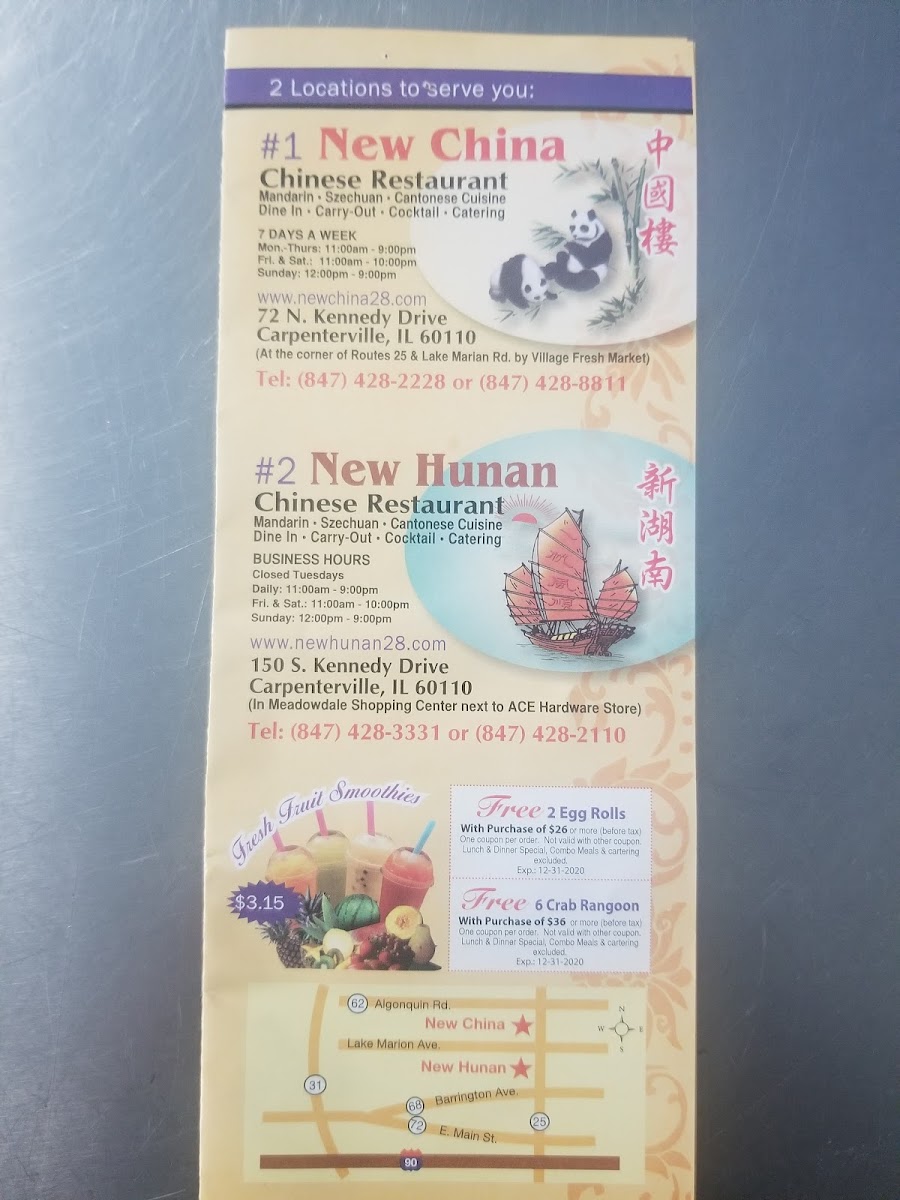 2 Locations to serve you:
#1 New China
中國樓
Chinese Restaurant
Mandarin • Szechuan • Cantonese Cuisine
Dine In • Carry-Out • Cocktail • Catering
7 DAYS A WEEK
Mon.-Thurs: 11:00am - 9:00pm
Fri. & Sat.: 11:00am - 10:00pm
Sunday: 12:00pm - 9:00pm
www.newchina28.com
72 N. Kennedy Drive
Carpenterville, IL 60110
(At the corner of Routes 25 & Lake Marian Rd. by Village Fresh Market)
Tel: (847) 428-2228 or (847) 428-8811
#2 New Hunan
新湖南
Chinese Restaurant
Mandarin • Szechuan • Cantonese Cuisine
Dine In • Carry-Out • Cocktail • Catering
BUSINESS HOURS
Closed Tuesdays
Daily: 11:00am - 9:00pm
Fri. & Sat.: 11:00am - 10:00pm
Sunday: 12:00pm - 9:00pm
www.newhunan28.com
150 S. Kennedy Drive
Carpenterville, IL 60110
(In Meadowdale Shopping Center next to ACE Hardware Store)
Tel: (847) 428-3331 or (847) 428-2110
Fresh Fruit Smoothies
$3.15
Free 2 Egg Rolls
With Purchase of $26 or more (before tax)
One coupon per order. Not valid with other coupon.
Lunch & Dinner Special, Combo Meals & cartering
excluded.
Exp.: 12-31-2020
Free 6 Crab Rangoon
With Purchase of $36 or more (before tax)
One coupon per order. Not valid with other coupon.
Lunch & Dinner Special, Combo Meals & cartering
excluded.
Exp.: 12-31-2020
62 Algonquin Rd.
New China
N
W E
S
Lake Marion Ave.
New Hunan
31
68 Barrington Ave.
72 E. Main St.
25
90